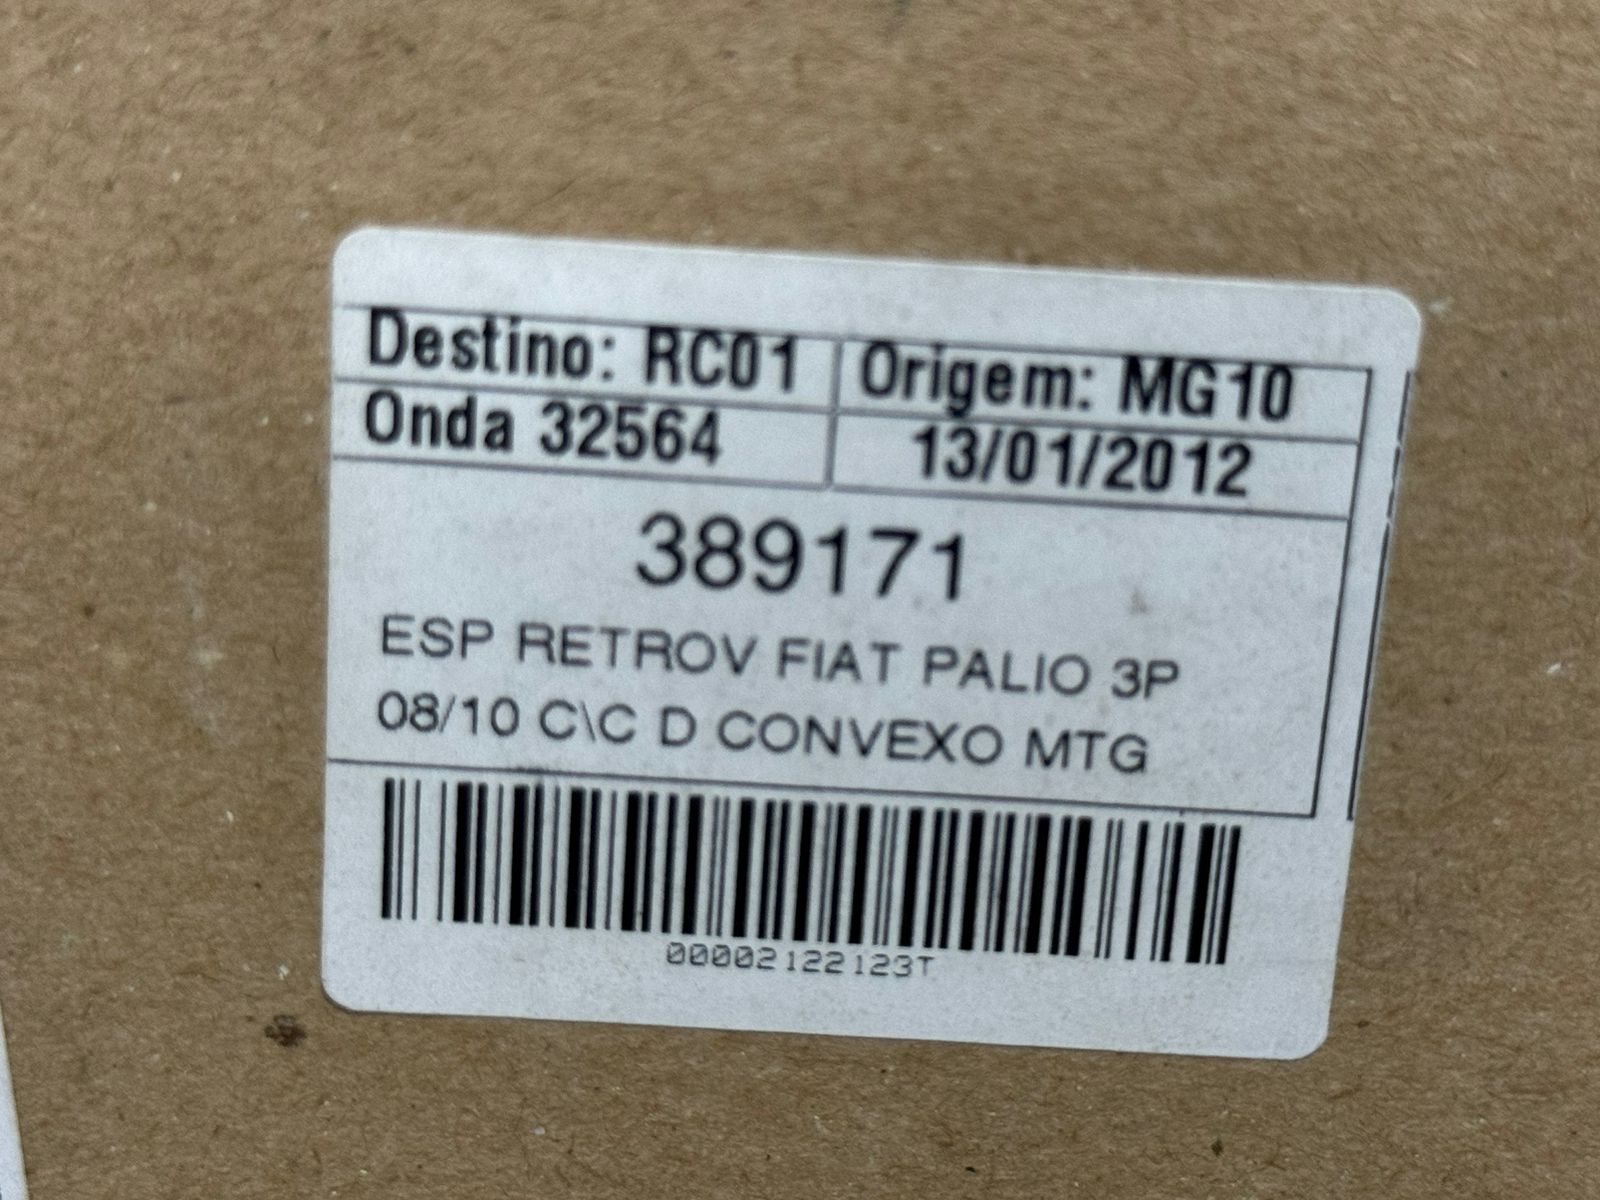 Destino: RC01 Origem: MG10
Onda 32564 13/01/2012
389171
ESP RETROV FIAT PALIO 3P
08/10 C\C D CONVEXO MTG
00002122123T